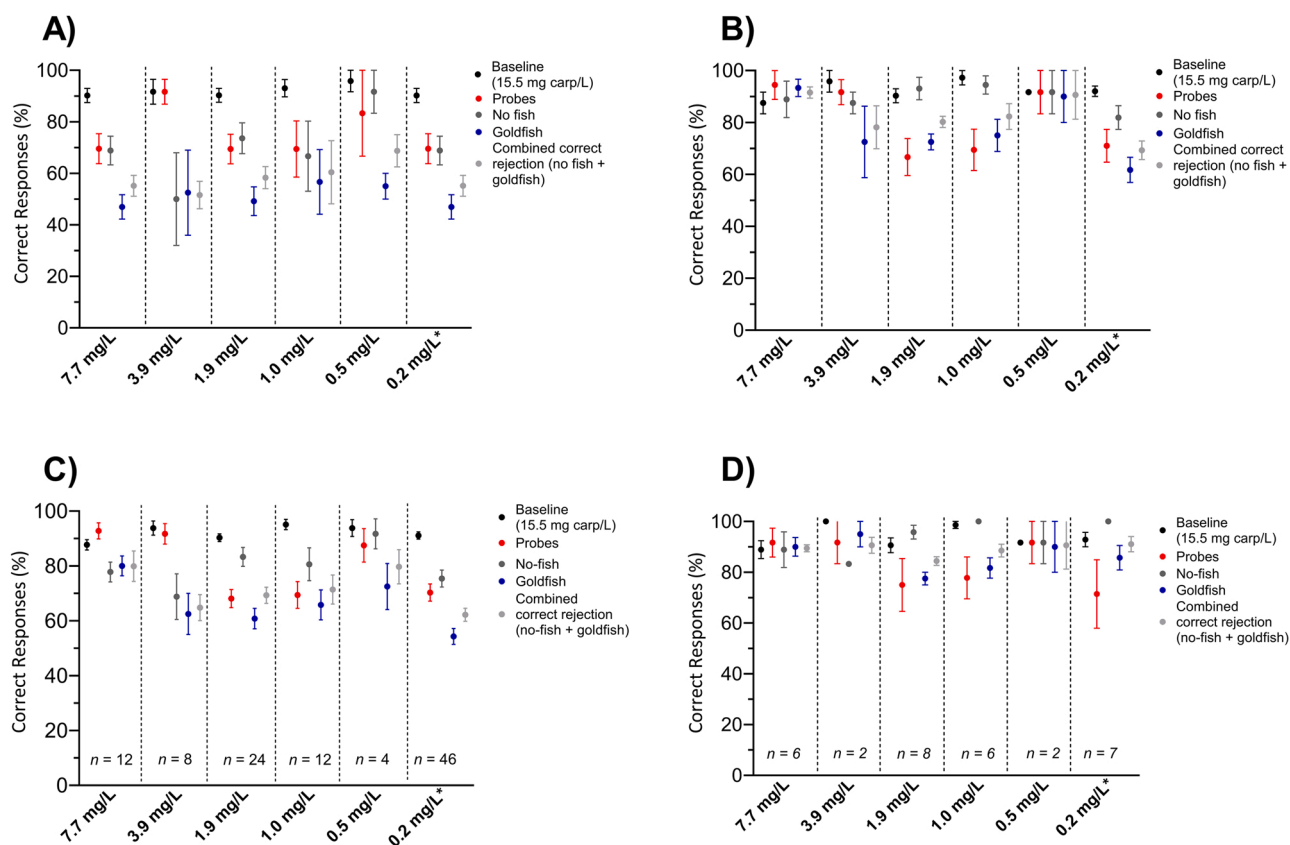 A)
Correct Responses (%)
100
80
60
40
20
0
7.7 mg/L
3.9 mg/L
1.9 mg/L
1.0 mg/L
0.5 mg/L
0.2 mg/L*
Baseline
(15.5 mg carp/L)
Probes
No fish
Goldfish
Combined correct
rejection (no fish +
goldfish)
B)
Correct Responses (%)
100
80
60
40
20
0
7.7 mg/L
3.9 mg/L
1.9 mg/L
1.0 mg/L
0.5 mg/L
0.2 mg/L*
Baseline
(15.5 mg carp/L)
Probes
No fish
Goldfish
Combined correct
rejection (no fish +
goldfish)
C)
Correct Responses (%)
100
80
60
40
20
0
n = 12
n = 8
n = 24
n = 12
n = 4
n = 46
7.7 mg/L
3.9 mg/L
1.9 mg/L
1.0 mg/L
0.5 mg/L
0.2 mg/L*
Baseline
(15.5 mg carp/L)
Probes
No-fish
Goldfish
Combined
correct rejection
(no-fish + goldfish)
D)
Correct Responses (%)
100
80
60
40
20
0
n = 6
n = 2
n = 8
n = 6
n = 2
n = 7
7.7 mg/L
3.9 mg/L
1.9 mg/L
1.0 mg/L
0.5 mg/L
0.2 mg/L*
Baseline
(15.5 mg carp/L)
Probes
No-fish
Goldfish
Combined
correct rejection
(no-fish + goldfish)